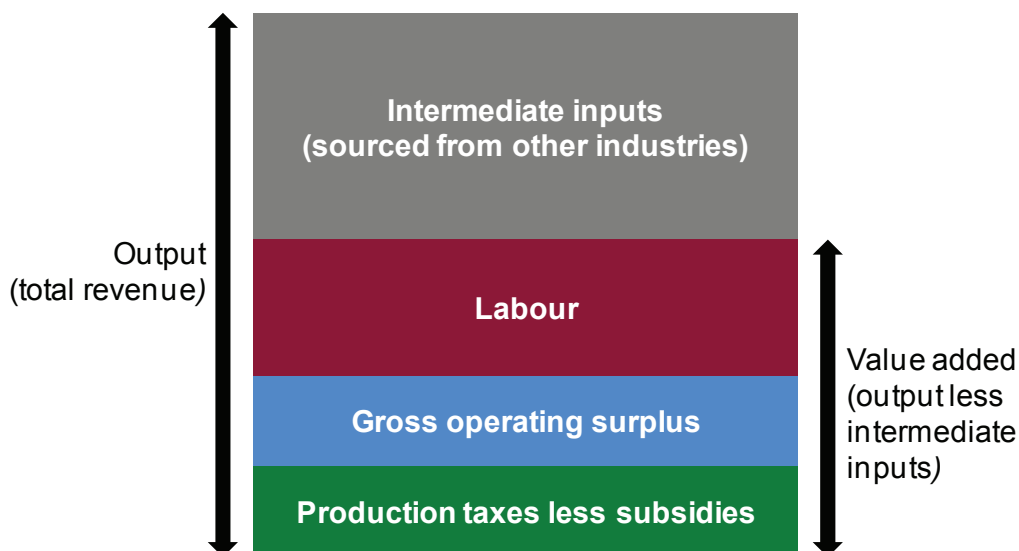 Intermediate inputs
(sourced from other industries)
Output
(total revenue)
Labour
Value added
(output less
intermediate
inputs)
Gross operating surplus
Production taxes less subsidies